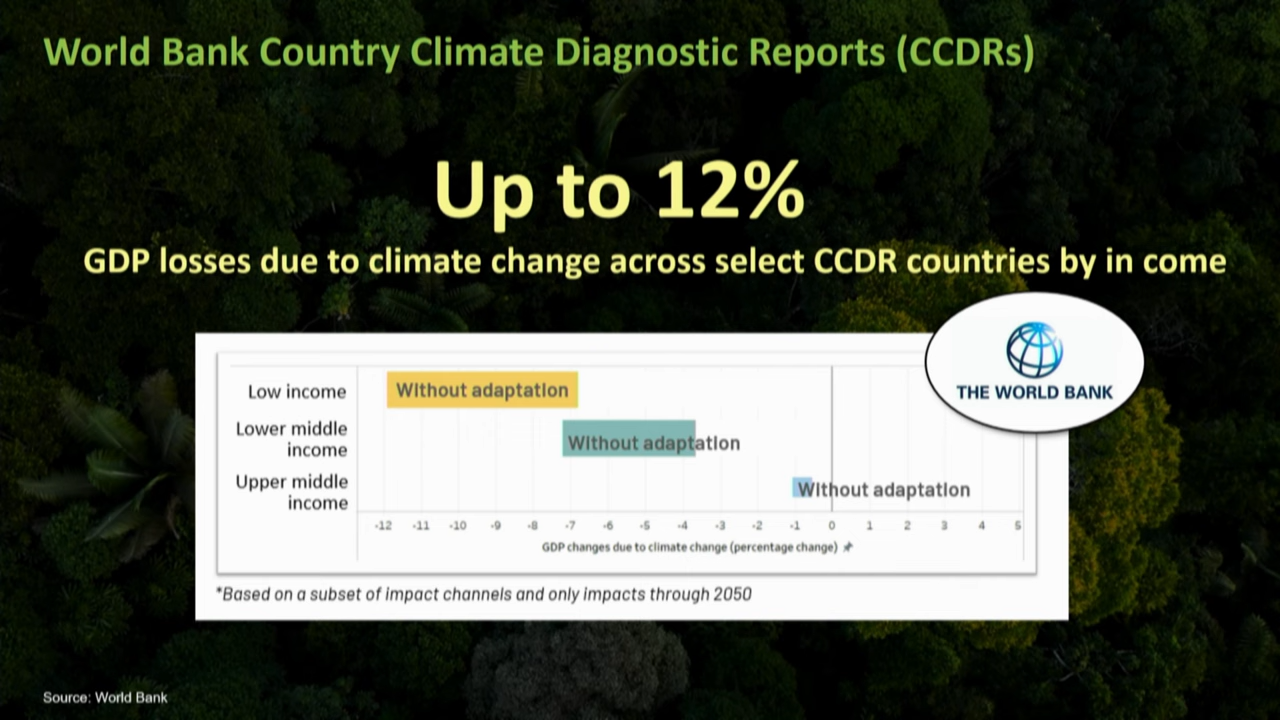 World Bank Country Climate Diagnostic Reports (CCDRs)
Up to 12%
GDP losses due to climate change across select CCDR countries by in come
THE WORLD BANK
Low income
Without adaptation
Lower middle
income
Without adaptation
Upper middle
income
Without adaptation
-12 -11 -10 -9 -8 -7 -6 -5 -4 -3 -2 -1 0 1 2 3 4 5
GDP changes due to climate change (percentage change)
*Based on a subset of impact channels and only impacts through 2050
Source: World Bank